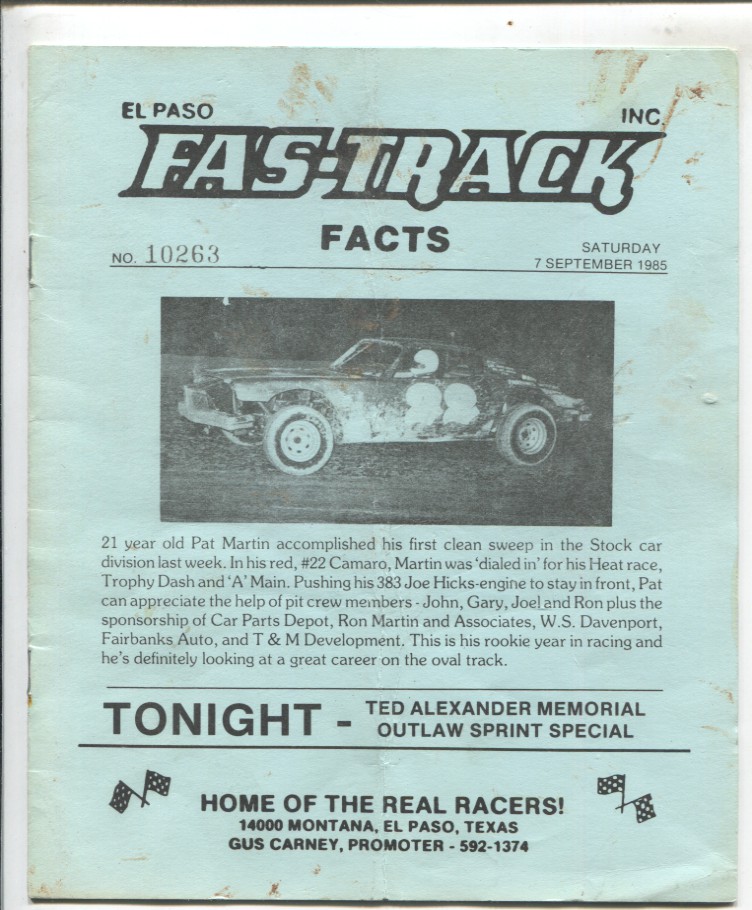 EL PASO INC.
FAS-TRACK
FACTS
NO. 10263
SATURDAY
7 SEPTEMBER 1985
22
21 year old Pat Martin accomplished his first clean sweep in the Stock car
division last week. In his red, #22 Camaro, Martin was 'dialed in' for his Heat race,
Trophy Dash and 'A' Main. Pushing his 383 Joe Hicks-engine to stay in front, Pat
can appreciate the help of pit crew members - John, Gary, Joel and Ron plus the
sponsorship of Car Parts Depot, Ron Martin and Associates, W.S. Davenport,
Fairbanks Auto, and T & M Development. This is his rookie year in racing and
he's definitely looking at a great career on the oval track.
TONIGHT - TED ALEXANDER MEMORIAL
OUTLAW SPRINT SPECIAL
HOME OF THE REAL RACERS!
14000 MONTANA, EL PASO, TEXAS
GUS CARNEY, PROMOTER - 592-1374